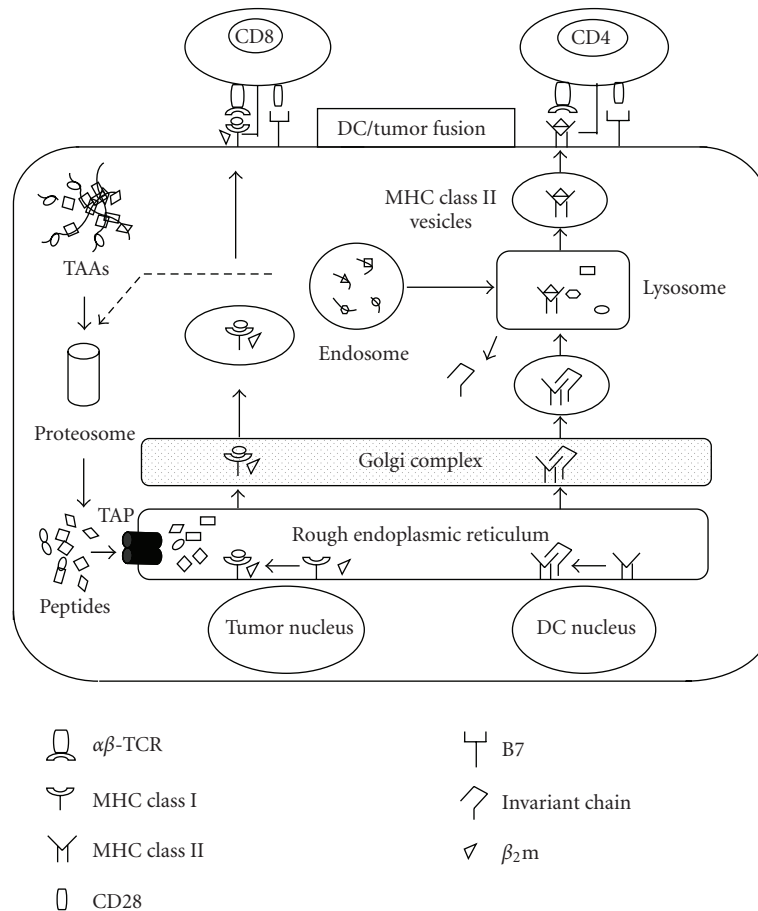 CD8
CD4
DC/tumor fusion
MHC class II
vesicles
TAAs
Lysosome
Endosome
Proteosome
Golgi complex
TAP
Rough endoplasmic reticulum
Peptides
Tumor nucleus
DC nucleus
αβ-TCR
B7
MHC class I
Invariant chain
MHC class II
β₂m
CD28